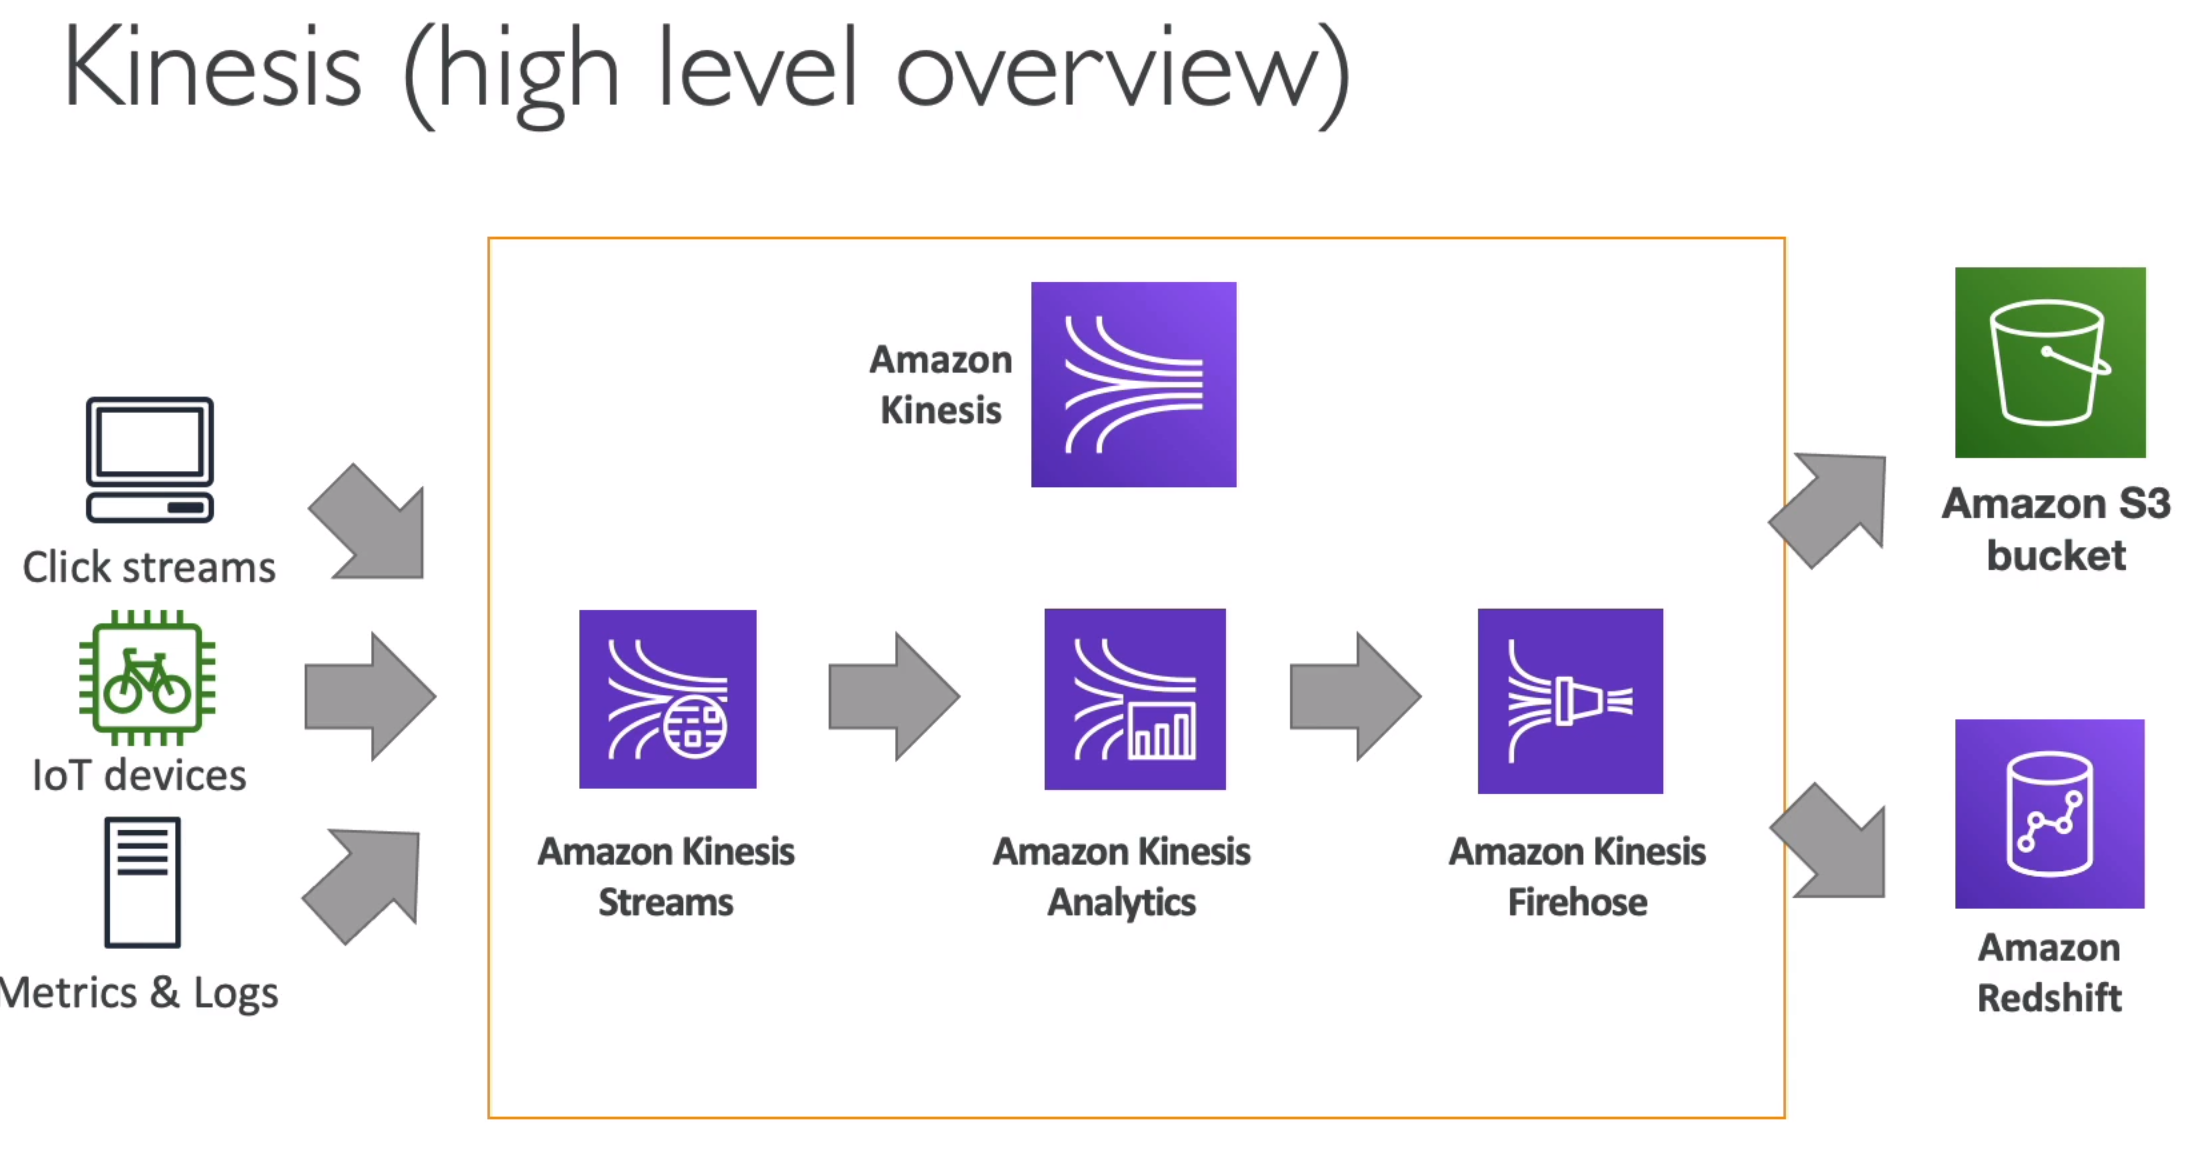 Kinesis (high level overview)
Amazon
Kinesis
Click streams
IoT devices
Metrics & Logs
Amazon Kinesis
Streams
Amazon Kinesis
Analytics
Amazon Kinesis
Firehose
Amazon S3
bucket
Amazon
Redshift